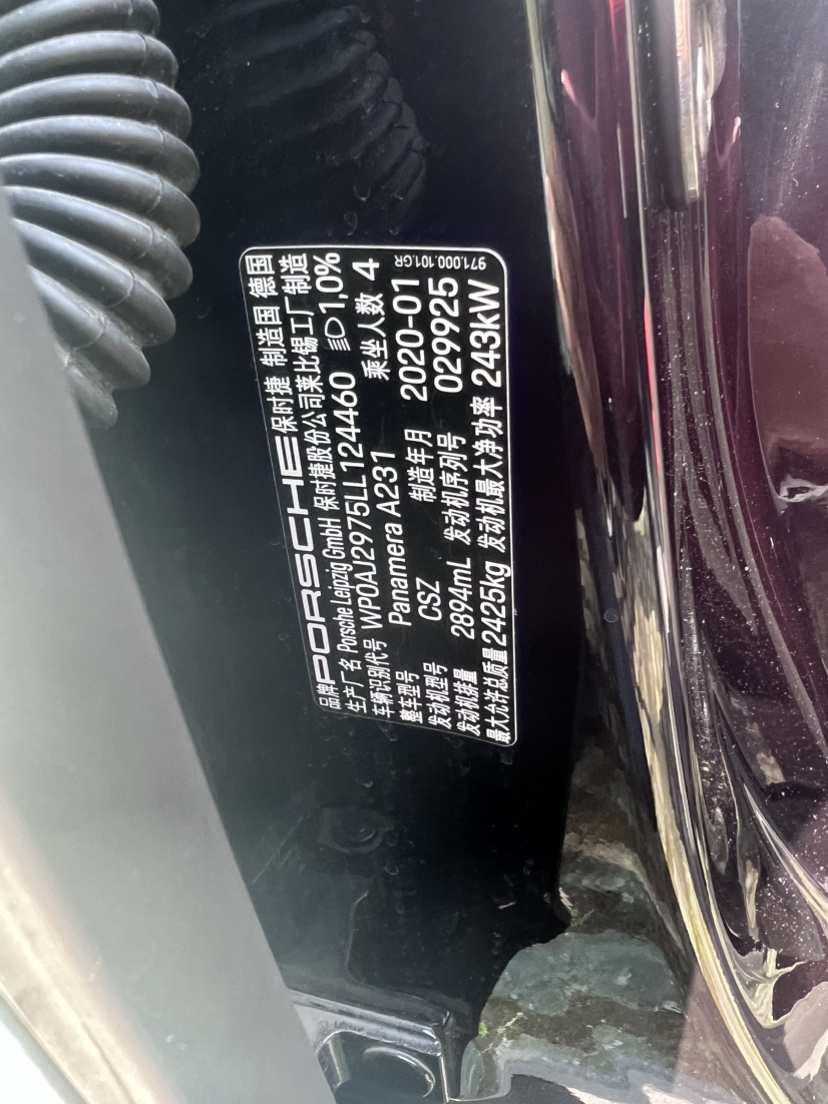 品牌 PORSCHE 保时捷 制造国 德国
生产厂名 Porsche Leipzig GmbH 保时捷股份公司莱比锡工厂制造
车辆识别代号 WP0AJ2975LL124460 1,0%
整车型号 Panamera A231 乘坐人数 4
发动机型号 CSZ 制造年月 2020-01
发动机排量 2894mL 发动机序列号 029925
最大允许总质量 2425kg 发动机最大净功率 243kW
971.000.101.GR